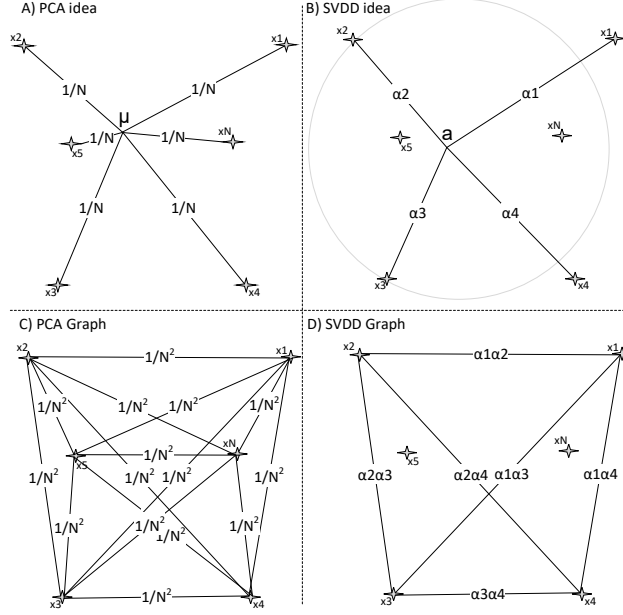 A) PCA idea
x2
x1
1/N
1/N
μ
1/N
1/N
xN
x5
1/N
1/N
x3
x4
B) SVDD idea
x2
x1
α2
α1
a
x5
xN
α3
α4
x3
x4
C) PCA Graph
x2
x1
1/N²
1/N²
1/N²
1/N²
1/N²
1/N²
xN
x5
1/N²
1/N²
1/N²
1/N²
1/N²
1/N²
1/N²
1/N²
1/N²
x3
x4
D) SVDD Graph
x2
x1
α1α2
xN
x5
α2α3
α2α4
α1α3
α1α4
x3
α3α4
x4